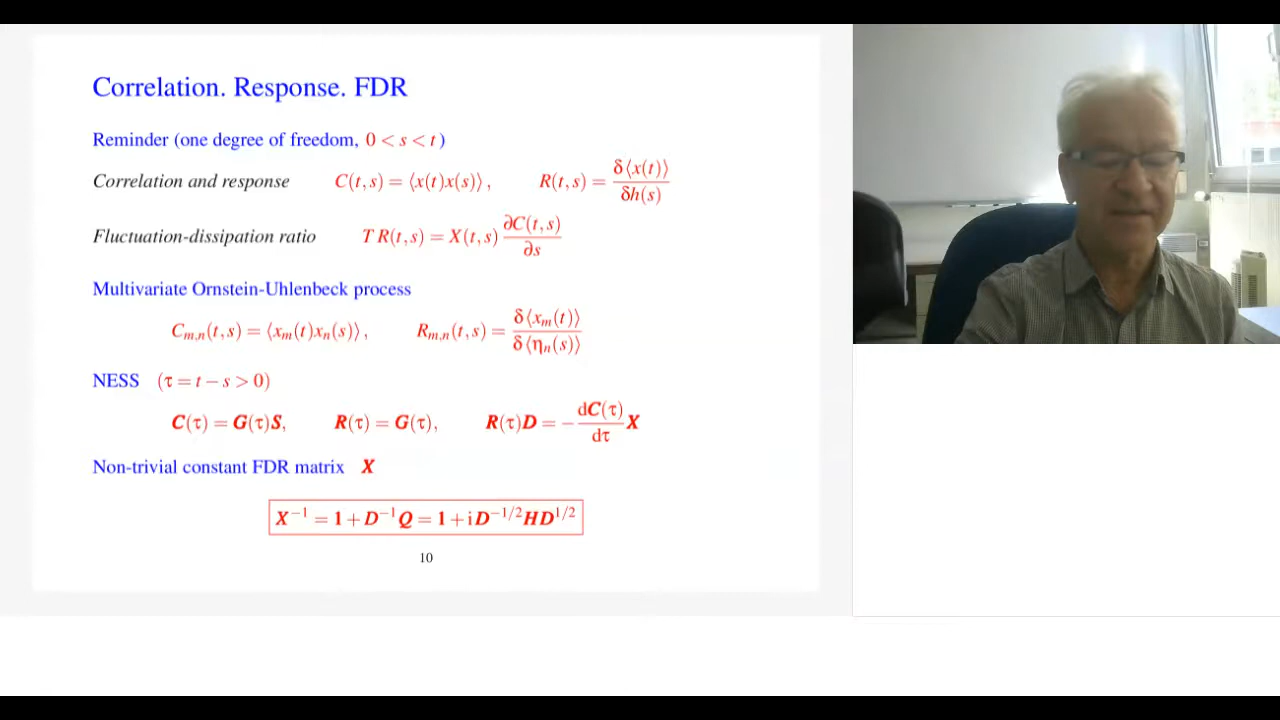 Correlation. Response. FDR
Reminder (one degree of freedom, 0 < s < t)
Correlation and response C(t,s) = ⟨x(t)x(s)⟩, R(t,s) = δ⟨x(t)⟩/δh(s)
Fluctuation-dissipation ratio T R(t,s) = X(t,s) ∂C(t,s)/∂s
Multivariate Ornstein-Uhlenbeck process
C_{m,n}(t,s) = ⟨x_m(t)x_n(s)⟩, R_{m,n}(t,s) = δ⟨x_m(t)⟩/δ⟨η_n(s)⟩
NESS (τ = t − s > 0)
C(τ) = G(τ)S, R(τ) = G(τ), R(τ)D = −dC(τ)/dτ X
Non-trivial constant FDR matrix X
X^{−1} = 1 + D^{−1}Q = 1 + iD^{−1/2}HD^{1/2}
10